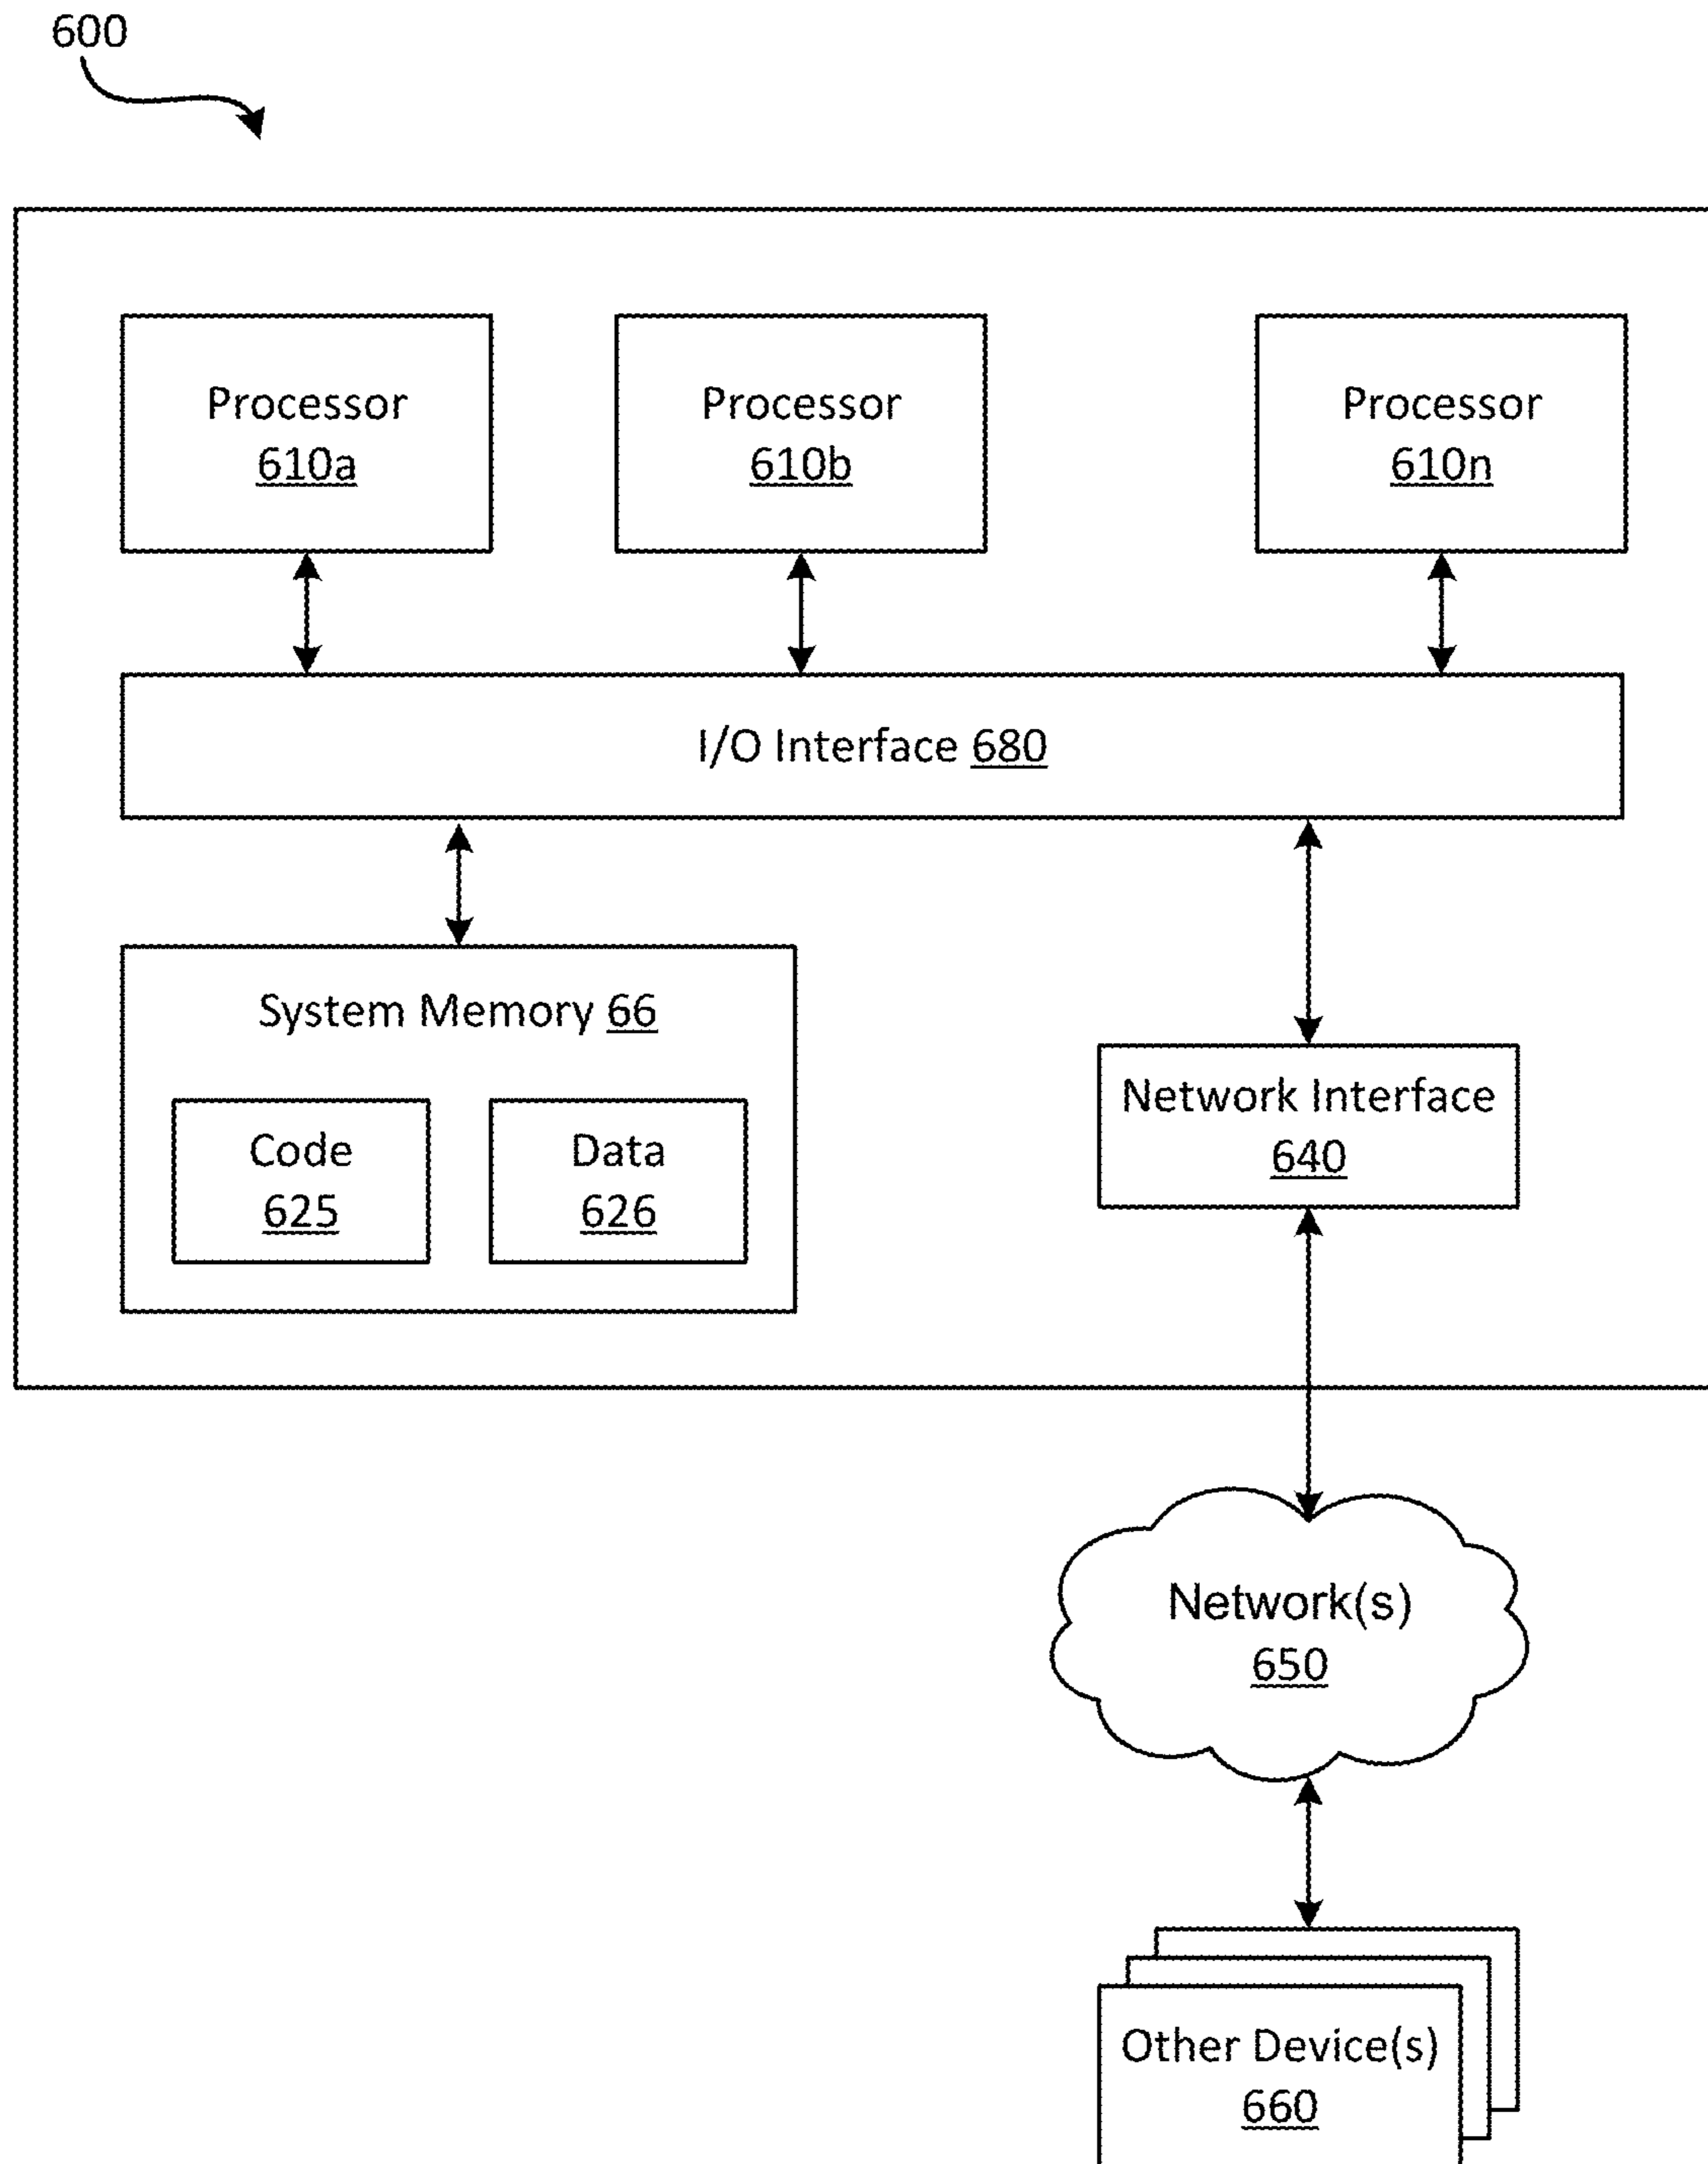 600
Processor
610a
Processor
610b
Processor
610n
I/O Interface 680
System Memory 66
Code
625
Data
626
Network Interface
640
Network(s)
650
Other Device(s)
660